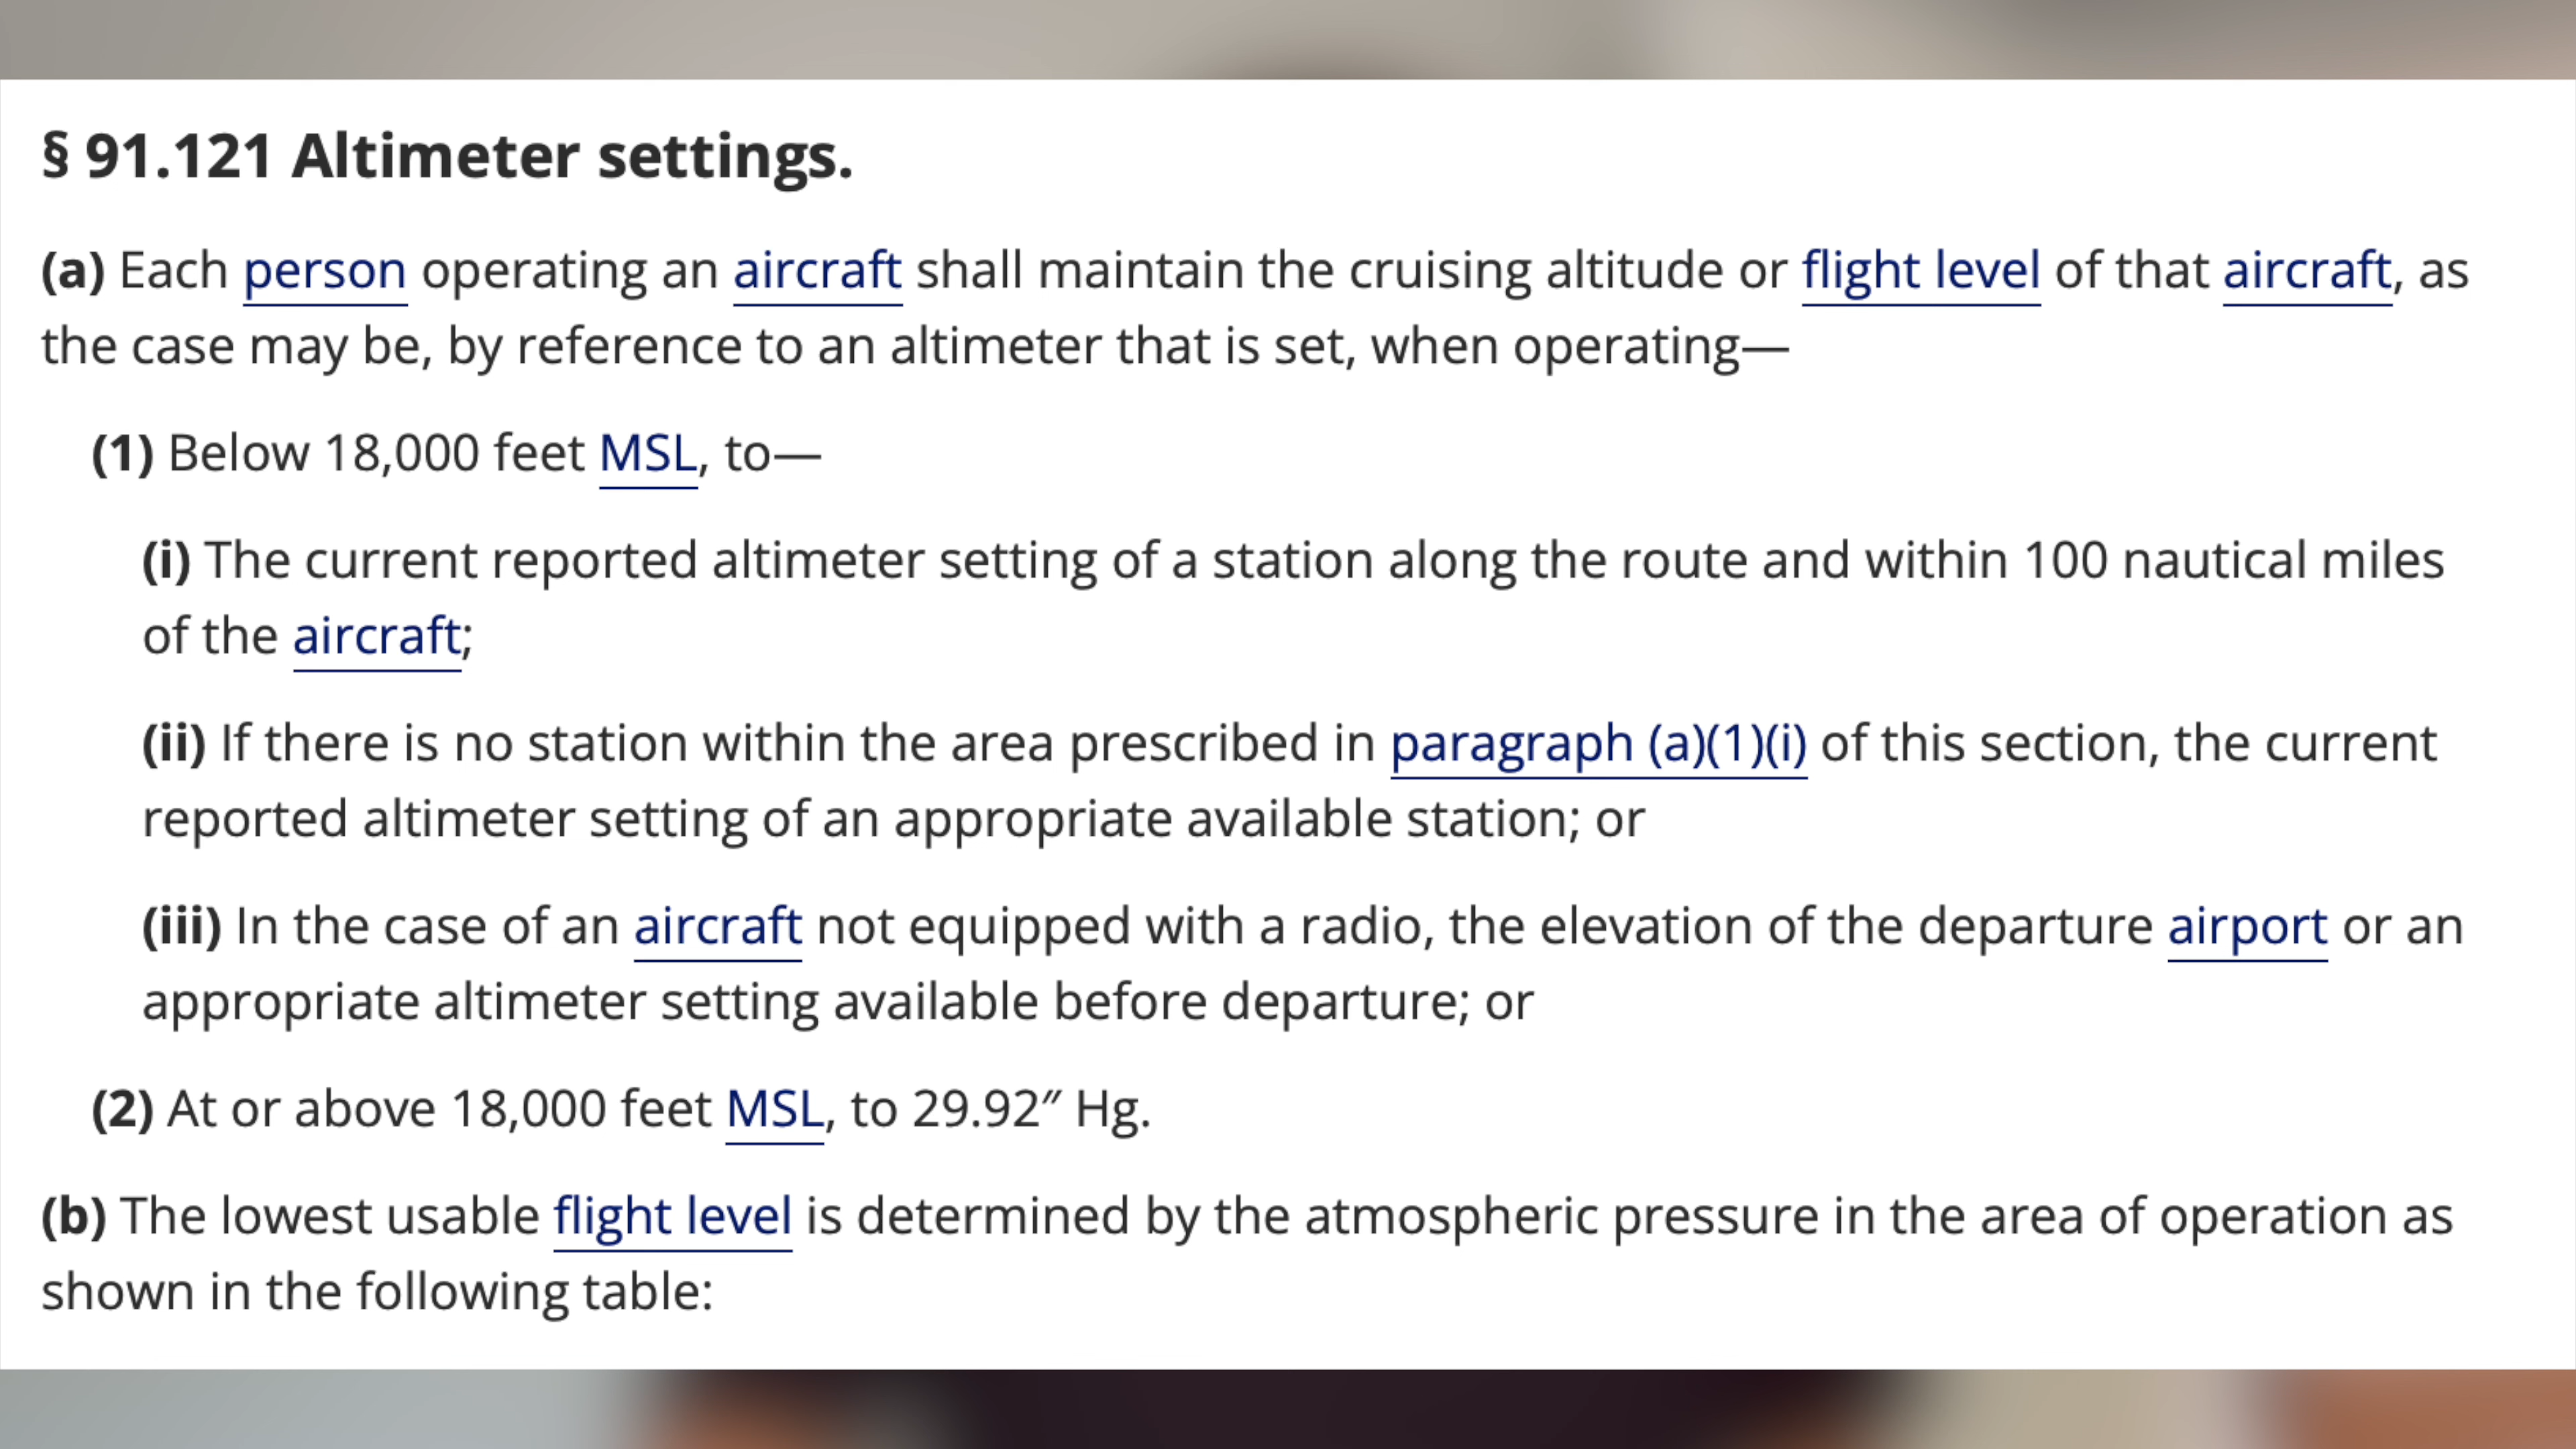 § 91.121 Altimeter settings.
(a) Each person operating an aircraft shall maintain the cruising altitude or flight level of that aircraft, as
the case may be, by reference to an altimeter that is set, when operating—
(1) Below 18,000 feet MSL, to—
(i) The current reported altimeter setting of a station along the route and within 100 nautical miles
of the aircraft;
(ii) If there is no station within the area prescribed in paragraph (a)(1)(i) of this section, the current
reported altimeter setting of an appropriate available station; or
(iii) In the case of an aircraft not equipped with a radio, the elevation of the departure airport or an
appropriate altimeter setting available before departure; or
(2) At or above 18,000 feet MSL, to 29.92″ Hg.
(b) The lowest usable flight level is determined by the atmospheric pressure in the area of operation as
shown in the following table: